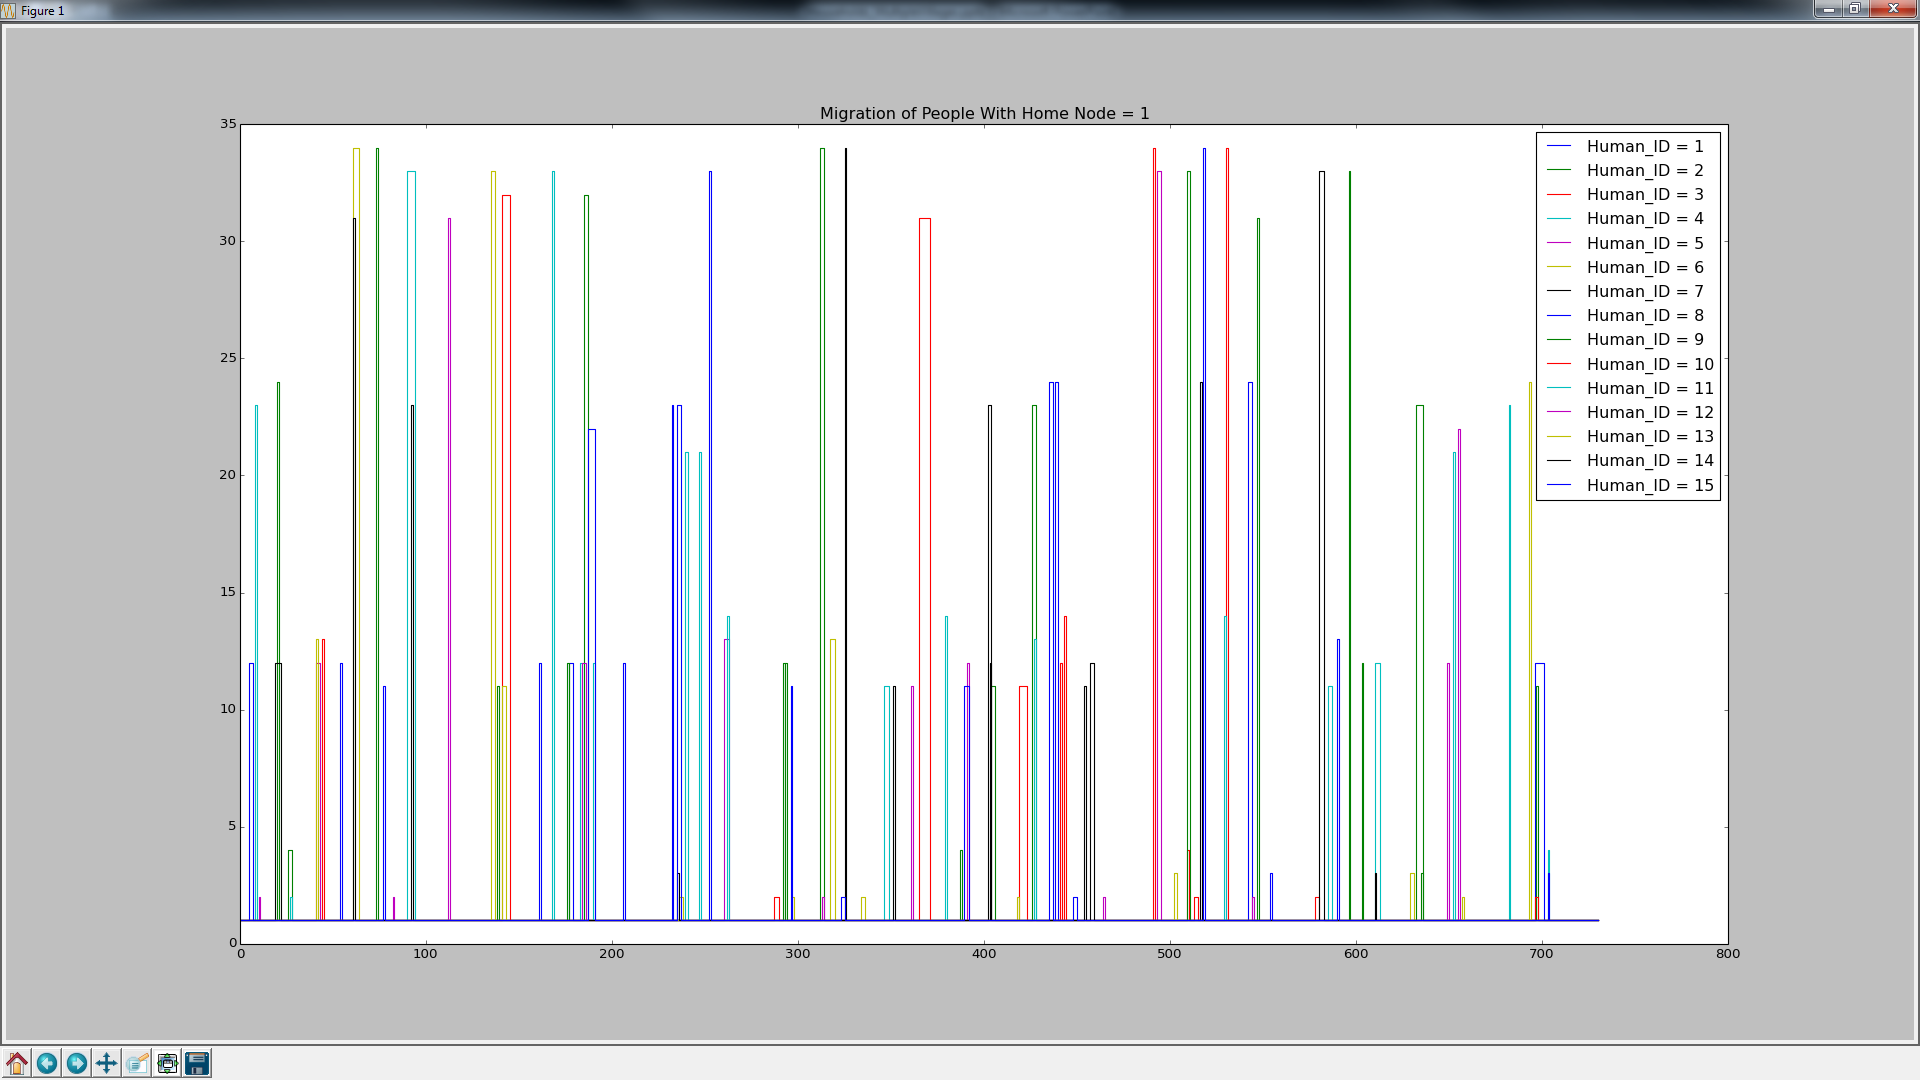 Figure 1
Migration of People With Home Node = 1
35
30
25
20
15
10
5
0
0 100 200 300 400 500 600 700 800
Human_ID = 1
Human_ID = 2
Human_ID = 3
Human_ID = 4
Human_ID = 5
Human_ID = 6
Human_ID = 7
Human_ID = 8
Human_ID = 9
Human_ID = 10
Human_ID = 11
Human_ID = 12
Human_ID = 13
Human_ID = 14
Human_ID = 15